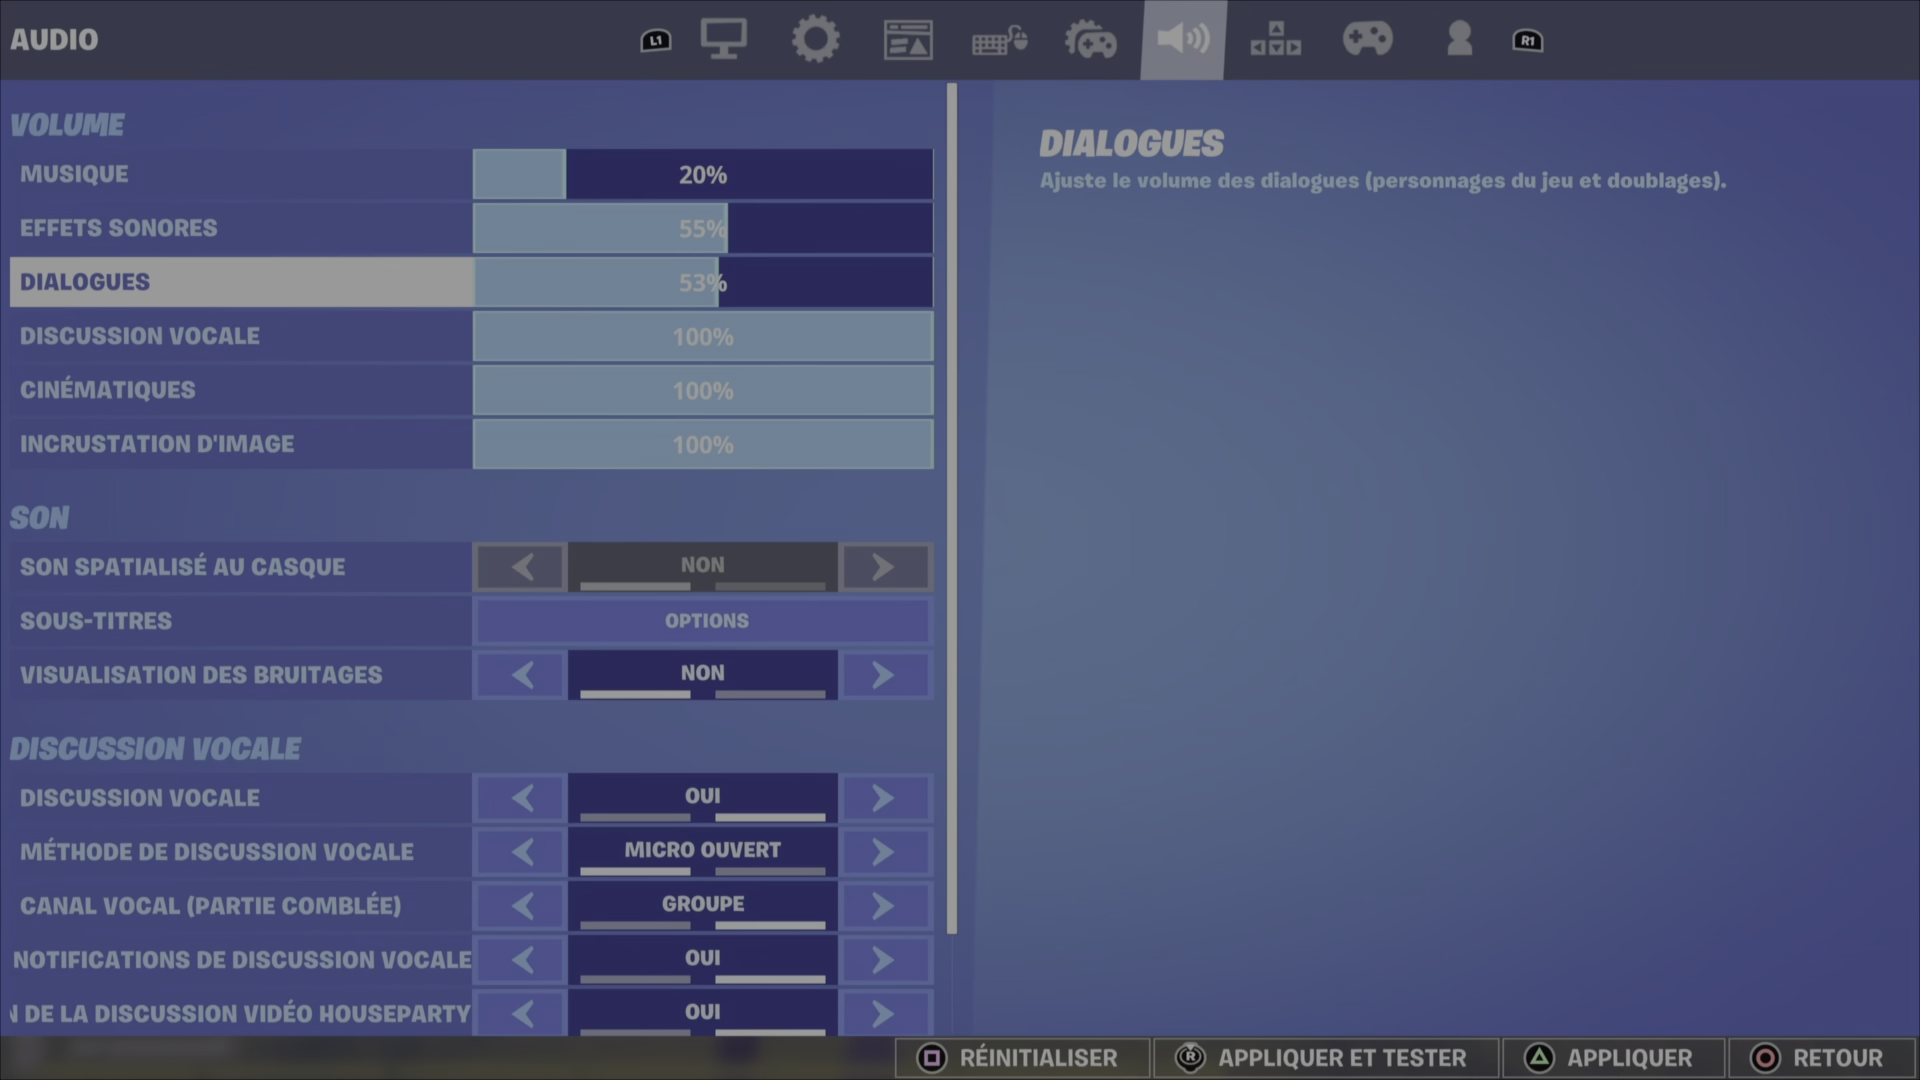 AUDIO
L1
R1
VOLUME
MUSIQUE
20%
EFFETS SONORES
55%
DIALOGUES
53%
DISCUSSION VOCALE
100%
CINÉMATIQUES
100%
INCRUSTATION D'IMAGE
100%
SON
SON SPATIALISÉ AU CASQUE
NON
SOUS-TITRES
OPTIONS
VISUALISATION DES BRUITAGES
NON
DISCUSSION VOCALE
DISCUSSION VOCALE
OUI
MÉTHODE DE DISCUSSION VOCALE
MICRO OUVERT
CANAL VOCAL (PARTIE COMBLÉE)
GROUPE
NOTIFICATIONS DE DISCUSSION VOCALE
OUI
N DE LA DISCUSSION VIDÉO HOUSEPARTY
OUI
DIALOGUES
Ajuste le volume des dialogues (personnages du jeu et doublages).
RÉINITIALISER
R
APPLIQUER ET TESTER
APPLIQUER
RETOUR